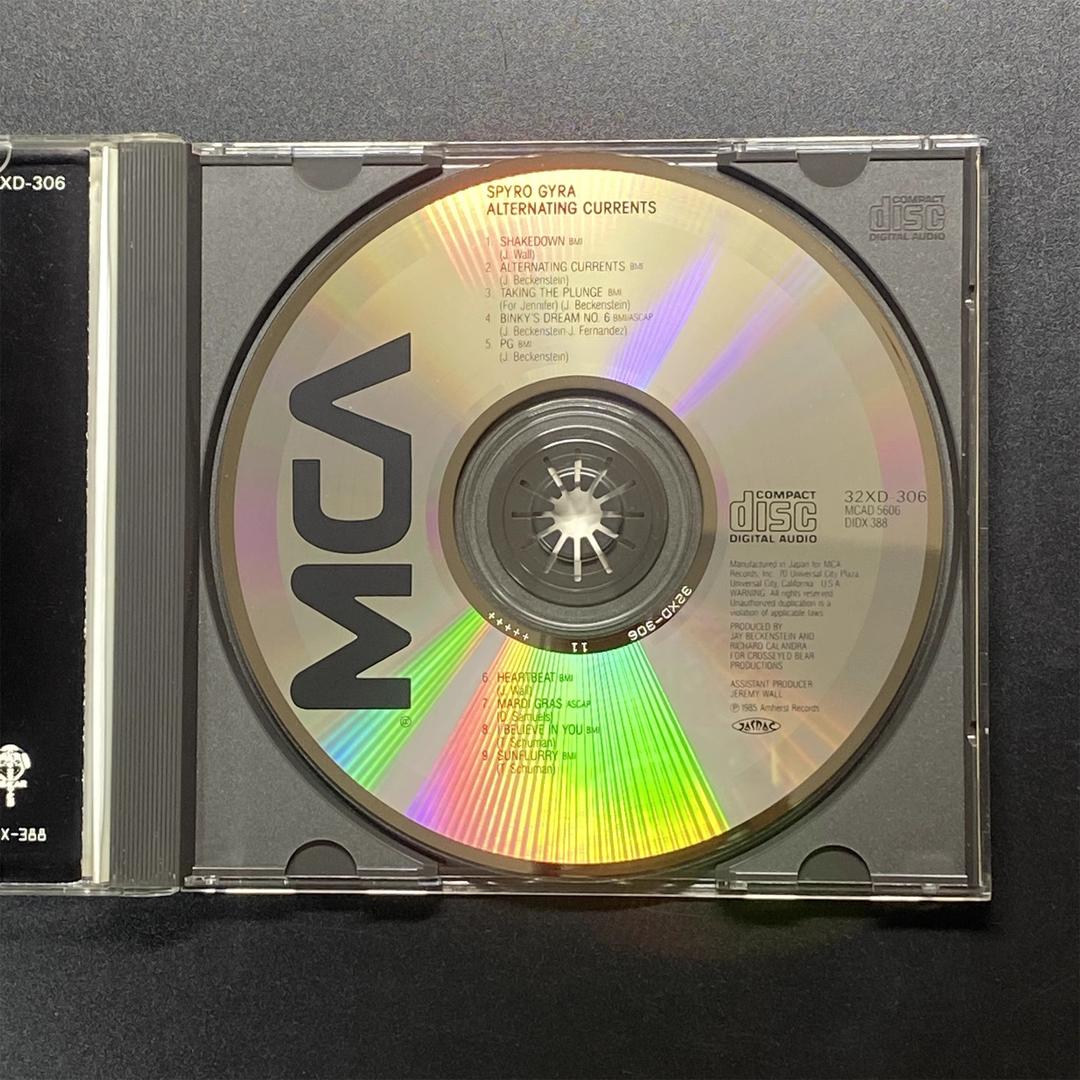 XD-306
X-388
SPYRO GYRA
ALTERNATING CURRENTS
1. SHAKEDOWN BMI
(J. Wall)
2. ALTERNATING CURRENTS BMI
(J. Beckenstein)
3. TAKING THE PLUNGE BMI
(For Jennifer) (J. Beckenstein)
4. BINKY'S DREAM NO. 6 BMI/ASCAP
(J. Beckenstein-J. Fernandez)
5. PG BMI
(J. Beckenstein)
COMPACT
disc
DIGITAL AUDIO
MCA
®
COMPACT
disc
DIGITAL AUDIO
32XD-306
MCAD 5606
DIDX 388
Manufactured in Japan for MCA
Records, Inc. 70 Universal City Plaza
Universal City, California U.S.A.
WARNING: All rights reserved.
Unauthorized duplication is a
violation of applicable laws
PRODUCED BY
JAY BECKENSTEIN AND
RICHARD CALANDRA
FOR CROSSEYED BEAR
PRODUCTIONS
ASSISTANT PRODUCER
JEREMY WALL
℗ 1985 Amherst Records
JASRAC
32XD-306 11 +++++
6. HEARTBEAT BMI
(J. Wall)
7. MARDI GRAS ASCAP
(D. Samuels)
8. I BELIEVE IN YOU BMI
(T. Schuman)
9. SUNFLURRY BMI
(T. Schuman)